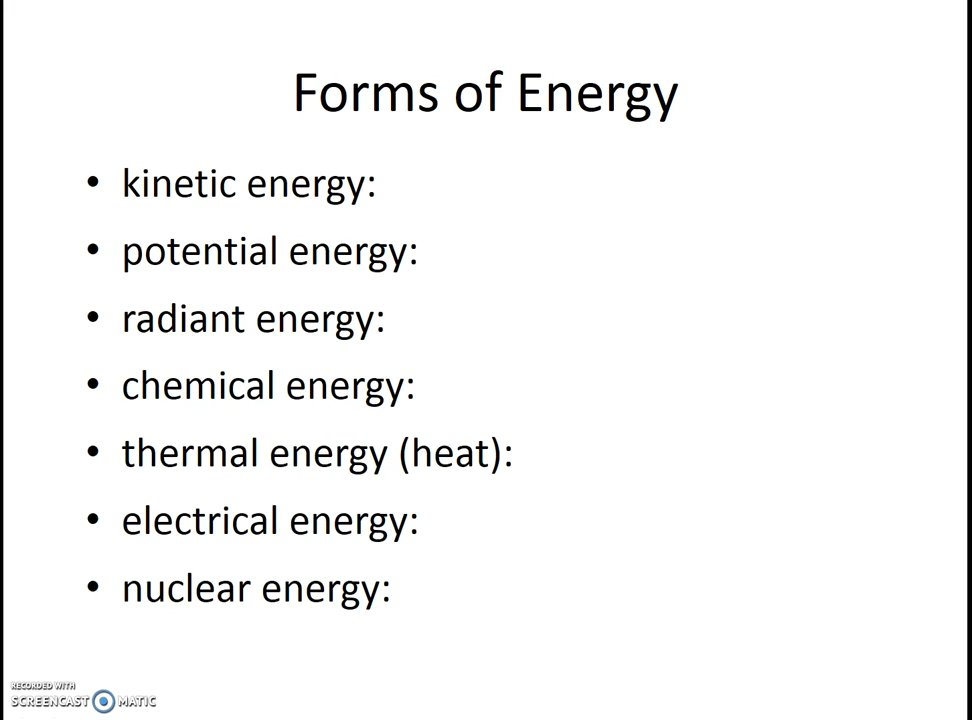 Forms of Energy
• kinetic energy:
• potential energy:
• radiant energy:
• chemical energy:
• thermal energy (heat):
• electrical energy:
• nuclear energy:
RECORDED WITH
SCREENCAST MATIC